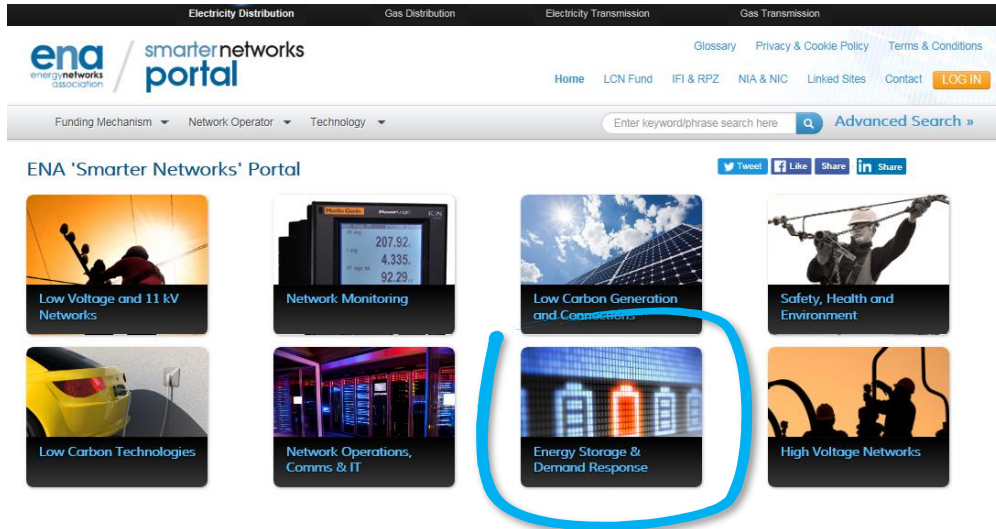 Electricity Distribution Gas Distribution Electricity Transmission Gas Transmission
ena
energynetworks
association
smarternetworks
portal
Glossary Privacy & Cookie Policy Terms & Conditions
Home LCN Fund IFI & RPZ NIA & NIC Linked Sites Contact LOG IN
Funding Mechanism Network Operator Technology Enter keyword/phrase search here Advanced Search »
ENA 'Smarter Networks' Portal
Tweet Like Share in Share
Merlin Gerin PowerLogic
207.92
4.335
92.29
Low Voltage and 11 kV
Networks
Network Monitoring
Low Carbon Generation
and Connections
Safety, Health and
Environment
Low Carbon Technologies
Network Operations,
Comms & IT
Energy Storage &
Demand Response
High Voltage Networks